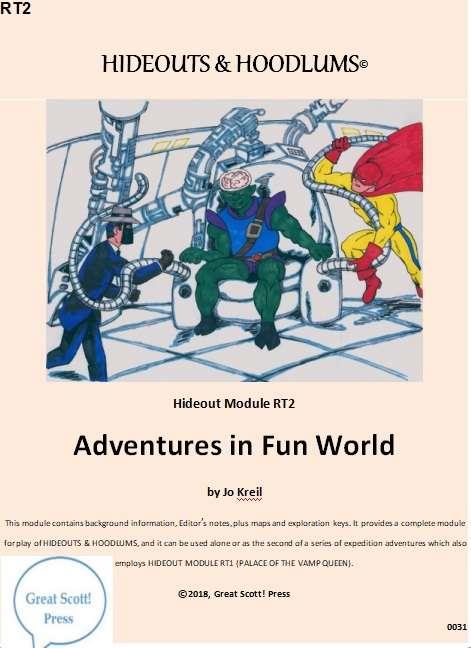 RT2
HIDEOUTS & HOODLUMS©
Hideout Module RT2
Adventures in Fun World
by Jo Kreil
This module contains background information, Editor's notes, plus maps and exploration keys. It provides a complete module
for play of HIDEOUTS & HOODLUMS, and it can be used alone or as the second of a series of expedition adventures which also
employs HIDEOUT MODULE RT1 (PALACE OF THE VAMP QUEEN).
Great Scott!
Press
©2018, Great Scott! Press
0031